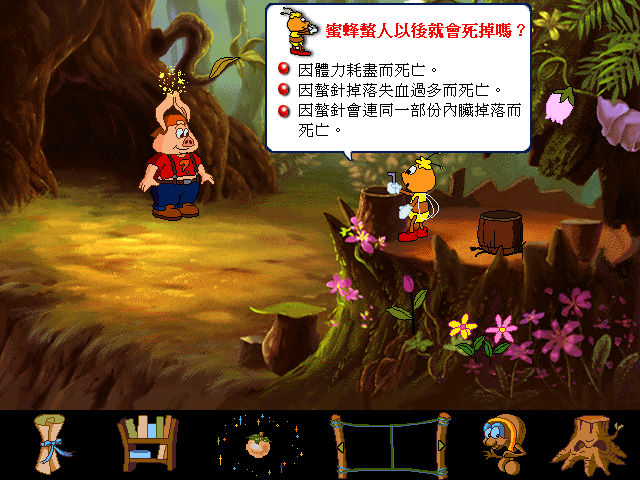 蜜蜂螫人以後就會死掉嗎？
因體力耗盡而死亡。
因螫針掉落失血過多而死亡。
因螫針會連同一部份內臟掉落而
死亡。